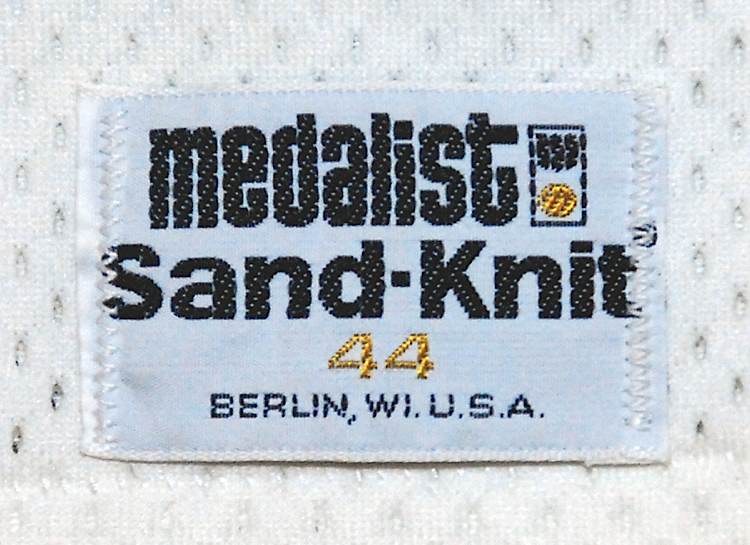 medalist
Sand-Knit®
44
BERLIN, WI. U.S.A.